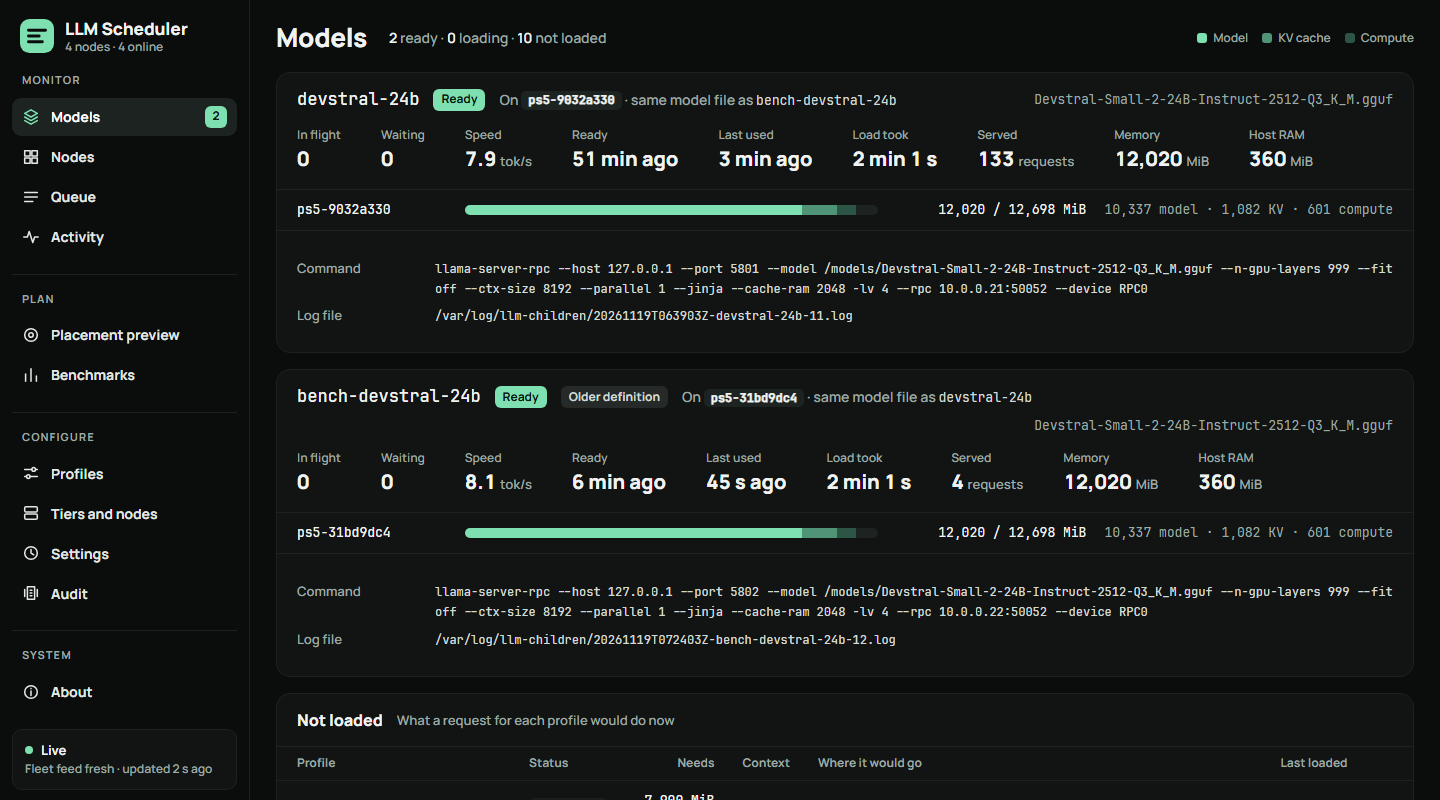 LLM Scheduler
4 nodes · 4 online
MONITOR
Models 2
Nodes
Queue
Activity
PLAN
Placement preview
Benchmarks
CONFIGURE
Profiles
Tiers and nodes
Settings
Audit
SYSTEM
About
Live
Fleet feed fresh · updated 2 s ago
Models 2 ready · 0 loading · 10 not loaded Model KV cache Compute
devstral-24b Ready On ps5-9032a330 · same model file as bench-devstral-24b Devstral-Small-2-24B-Instruct-2512-Q3_K_M.gguf
In flight Waiting Speed Ready Last used Load took Served Memory Host RAM
0 0 7.9 tok/s 51 min ago 3 min ago 2 min 1 s 133 requests 12,020 MiB 360 MiB
ps5-9032a330 12,020 / 12,698 MiB 10,337 model · 1,082 KV · 601 compute
Command llama-server-rpc --host 127.0.0.1 --port 5801 --model /models/Devstral-Small-2-24B-Instruct-2512-Q3_K_M.gguf --n-gpu-layers 999 --fit
off --ctx-size 8192 --parallel 1 --jinja --cache-ram 2048 -lv 4 --rpc 10.0.0.21:50052 --device RPC0
Log file /var/log/llm-children/20261119T063903Z-devstral-24b-11.log
bench-devstral-24b Ready Older definition On ps5-31bd9dc4 · same model file as devstral-24b
Devstral-Small-2-24B-Instruct-2512-Q3_K_M.gguf
In flight Waiting Speed Ready Last used Load took Served Memory Host RAM
0 0 8.1 tok/s 6 min ago 45 s ago 2 min 1 s 4 requests 12,020 MiB 360 MiB
ps5-31bd9dc4 12,020 / 12,698 MiB 10,337 model · 1,082 KV · 601 compute
Command llama-server-rpc --host 127.0.0.1 --port 5802 --model /models/Devstral-Small-2-24B-Instruct-2512-Q3_K_M.gguf --n-gpu-layers 999 --fit
off --ctx-size 8192 --parallel 1 --jinja --cache-ram 2048 -lv 4 --rpc 10.0.0.22:50052 --device RPC0
Log file /var/log/llm-children/20261119T072403Z-bench-devstral-24b-12.log
Not loaded What a request for each profile would do now
Profile Status Needs Context Where it would go Last loaded